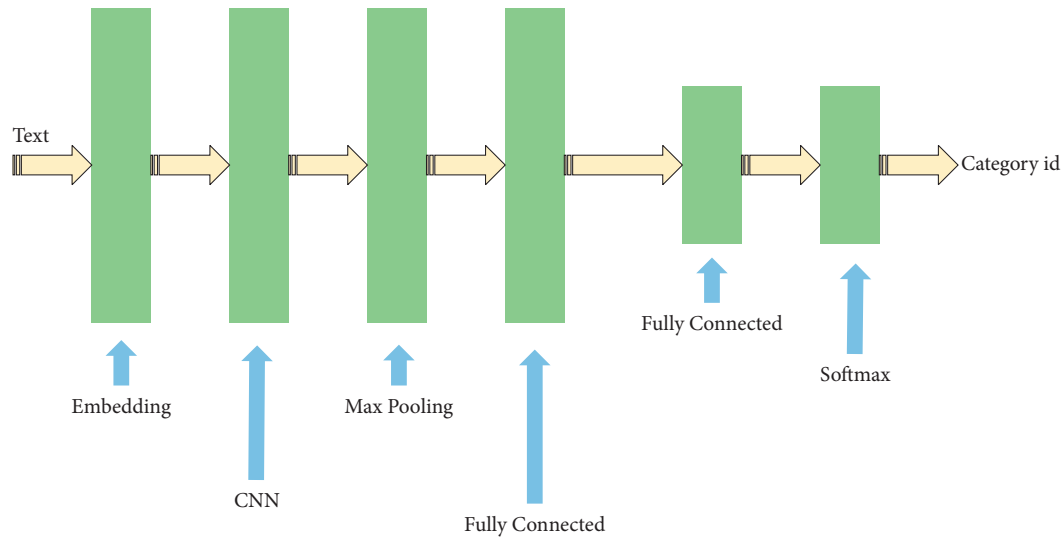 Text
Category id
Embedding
CNN
Max Pooling
Fully Connected
Fully Connected
Softmax